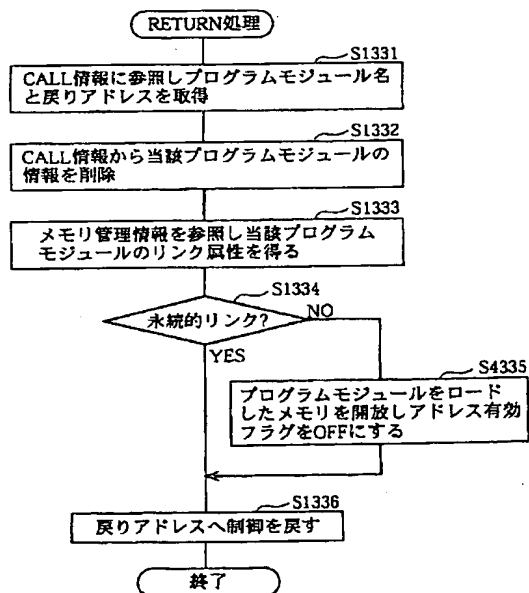 RETURN処理
S1331
CALL情報に参照しプログラムモジュール名
と戻りアドレスを取得
S1332
CALL情報から当該プログラムモジュールの
情報を削除
S1333
メモリ管理情報を参照し当該プログラム
モジュールのリンク属性を得る
S1334
永続的リンク?
NO
YES
S4335
プログラムモジュールをロード
したメモリを開放しアドレス有効
フラグをOFFにする
S1336
戻りアドレスへ制御を戻す
終了